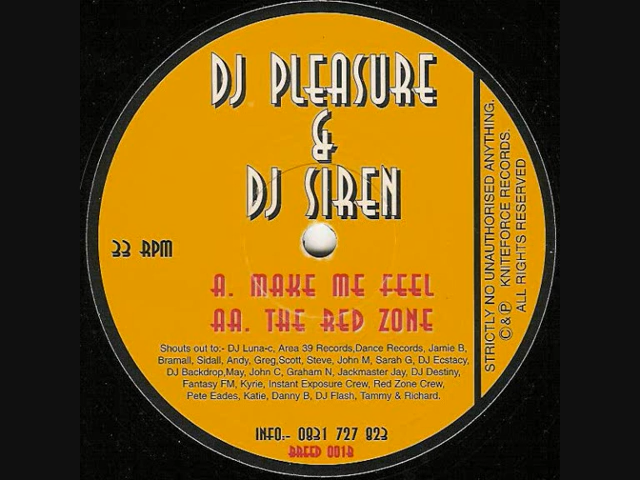 DJ PLEASURE
&
DJ SIREN
33 RPM
A. MAKE ME FEEL
AA. THE RED ZONE
Shouts out to:- DJ Luna-c, Area 39 Records,Dance Records, Jamie B,
Bramall, Sidall, Andy, Greg,Scott, Steve, John M, Sarah G, DJ Ecstacy,
DJ Backdrop,May, John C, Graham N, Jackmaster Jay, DJ Destiny,
Fantasy FM, Kyrie, Instant Exposure Crew, Red Zone Crew,
Pete Eades, Katie, Danny B, DJ Flash, Tammy & Richard.
INFO:- 0831 727 823
BREED 001B
STRICTLY NO UNAUTHORISED ANYTHING,
© & ℗ KNITEFORCE RECORDS.
ALL RIGHTS RESERVED